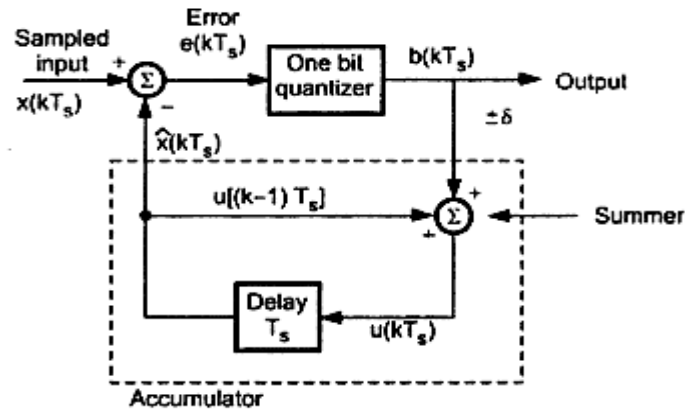 Sampled
input
x(kTs)
+
Σ
−
Error
e(kTs)
One bit
quantizer
b(kTs)
Output
±δ
x̂(kTs)
u[(k−1) Ts]
+
+
Σ
Summer
Delay
Ts
u(kTs)
Accumulator